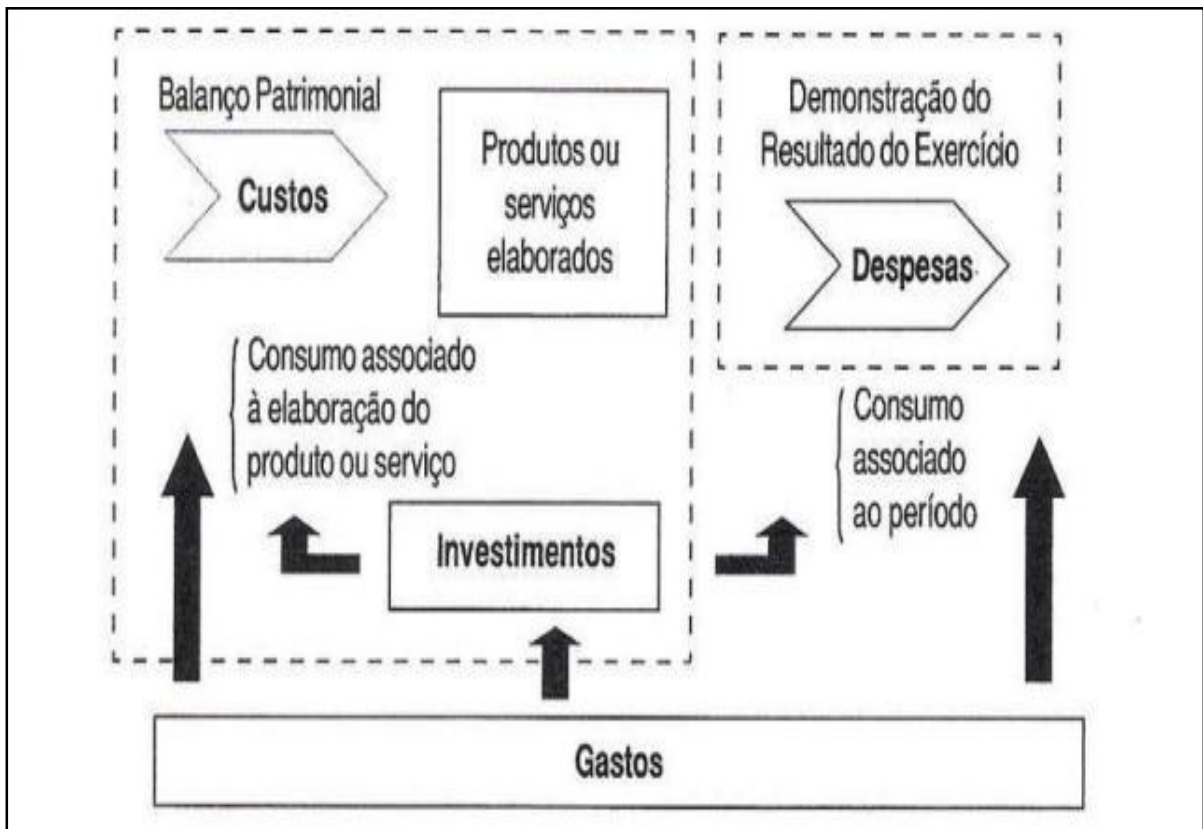 Balanço Patrimonial
Custos
Produtos ou
serviços
elaborados
Consumo associado
à elaboração do
produto ou serviço
Investimentos
Demonstração do
Resultado do Exercício
Despesas
Consumo
associado
ao período
Gastos